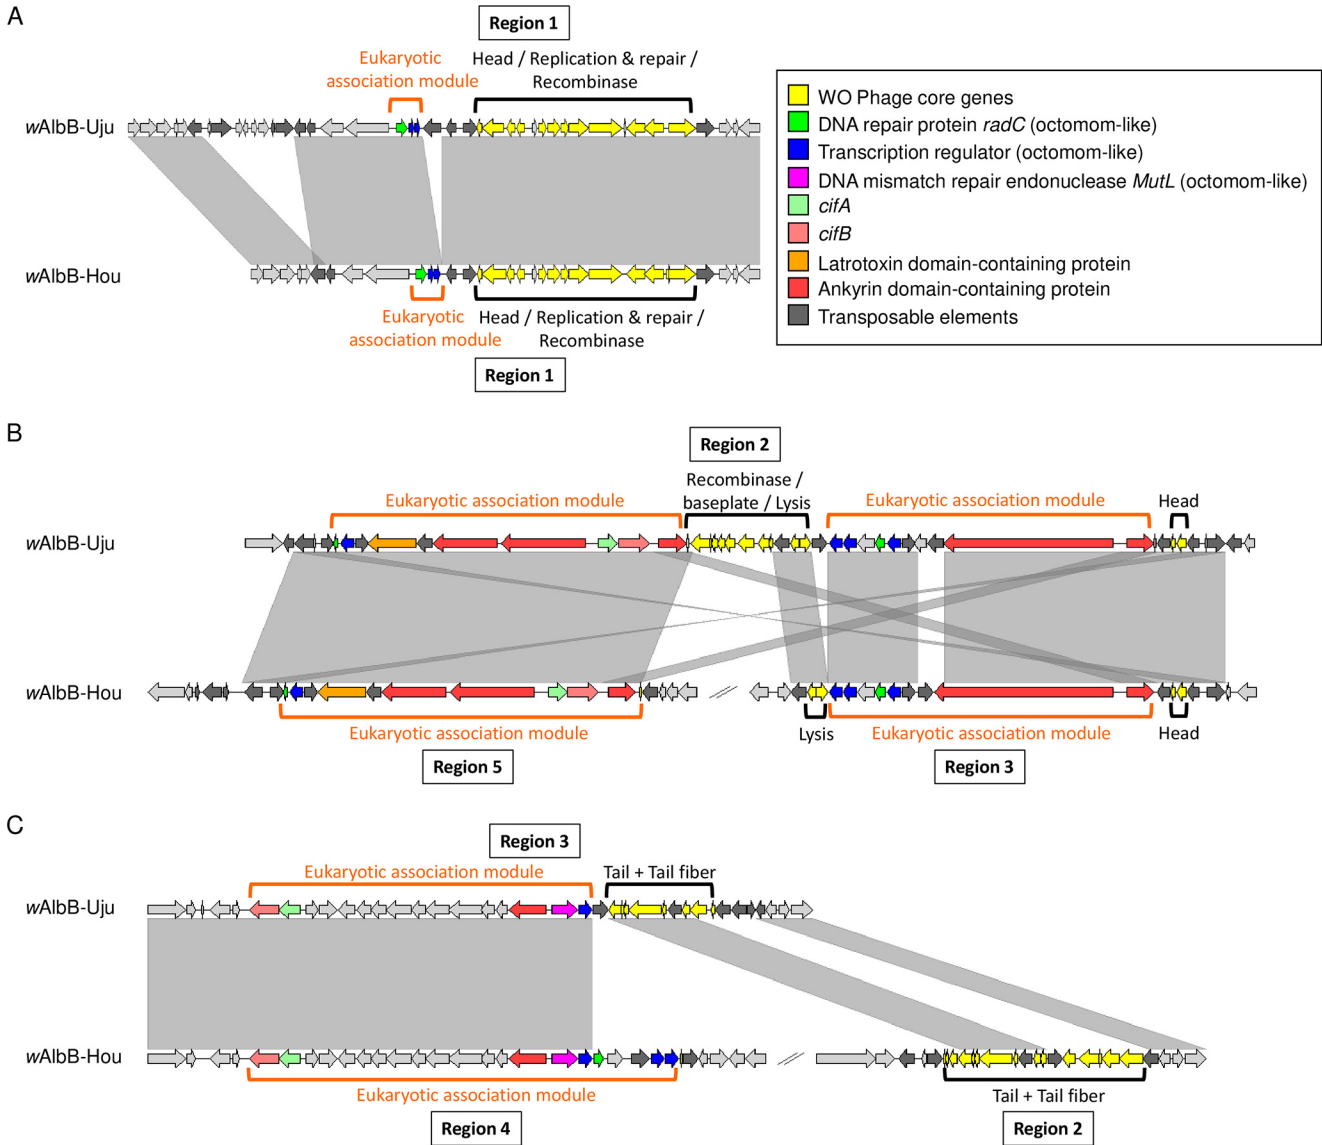 A
Region 1
Eukaryotic
association module
Head / Replication & repair /
Recombinase
wAlbB-Uju
wAlbB-Hou
Eukaryotic
association module
Head / Replication & repair /
Recombinase
Region 1
WO Phage core genes
DNA repair protein radC (octomom-like)
Transcription regulator (octomom-like)
DNA mismatch repair endonuclease MutL (octomom-like)
cifA
cifB
Latrotoxin domain-containing protein
Ankyrin domain-containing protein
Transposable elements
B
Region 2
Eukaryotic association module
Recombinase /
baseplate / Lysis
Eukaryotic association module
Head
wAlbB-Uju
wAlbB-Hou
Eukaryotic association module
Lysis
Eukaryotic association module
Head
Region 5
Region 3
C
Region 3
Eukaryotic association module
Tail + Tail fiber
wAlbB-Uju
wAlbB-Hou
Eukaryotic association module
Tail + Tail fiber
Region 4
Region 2